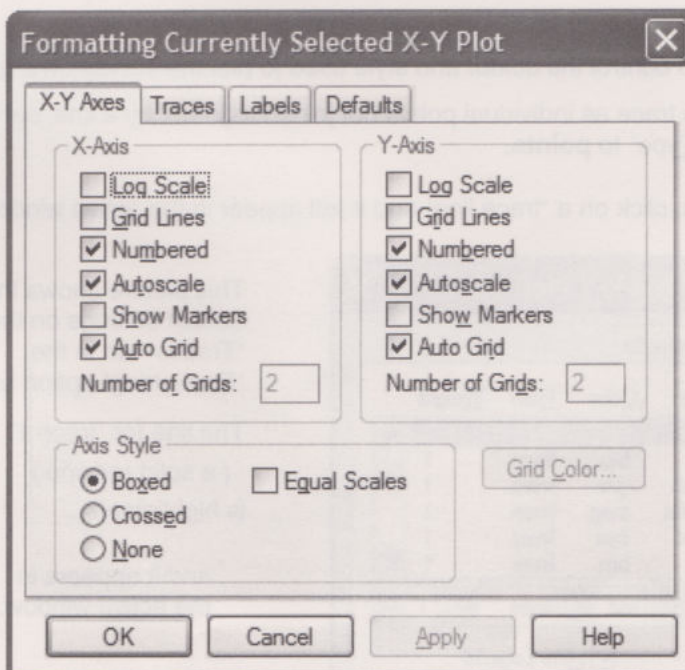 Formatting Currently Selected X-Y Plot
X-Y Axes Traces Labels Defaults
X-Axis
Log Scale
Grid Lines
Numbered
Autoscale
Show Markers
Auto Grid
Number of Grids: 2
Y-Axis
Log Scale
Grid Lines
Numbered
Autoscale
Show Markers
Auto Grid
Number of Grids: 2
Axis Style
Boxed
Crossed
None
Equal Scales
Grid Color...
OK Cancel Apply Help